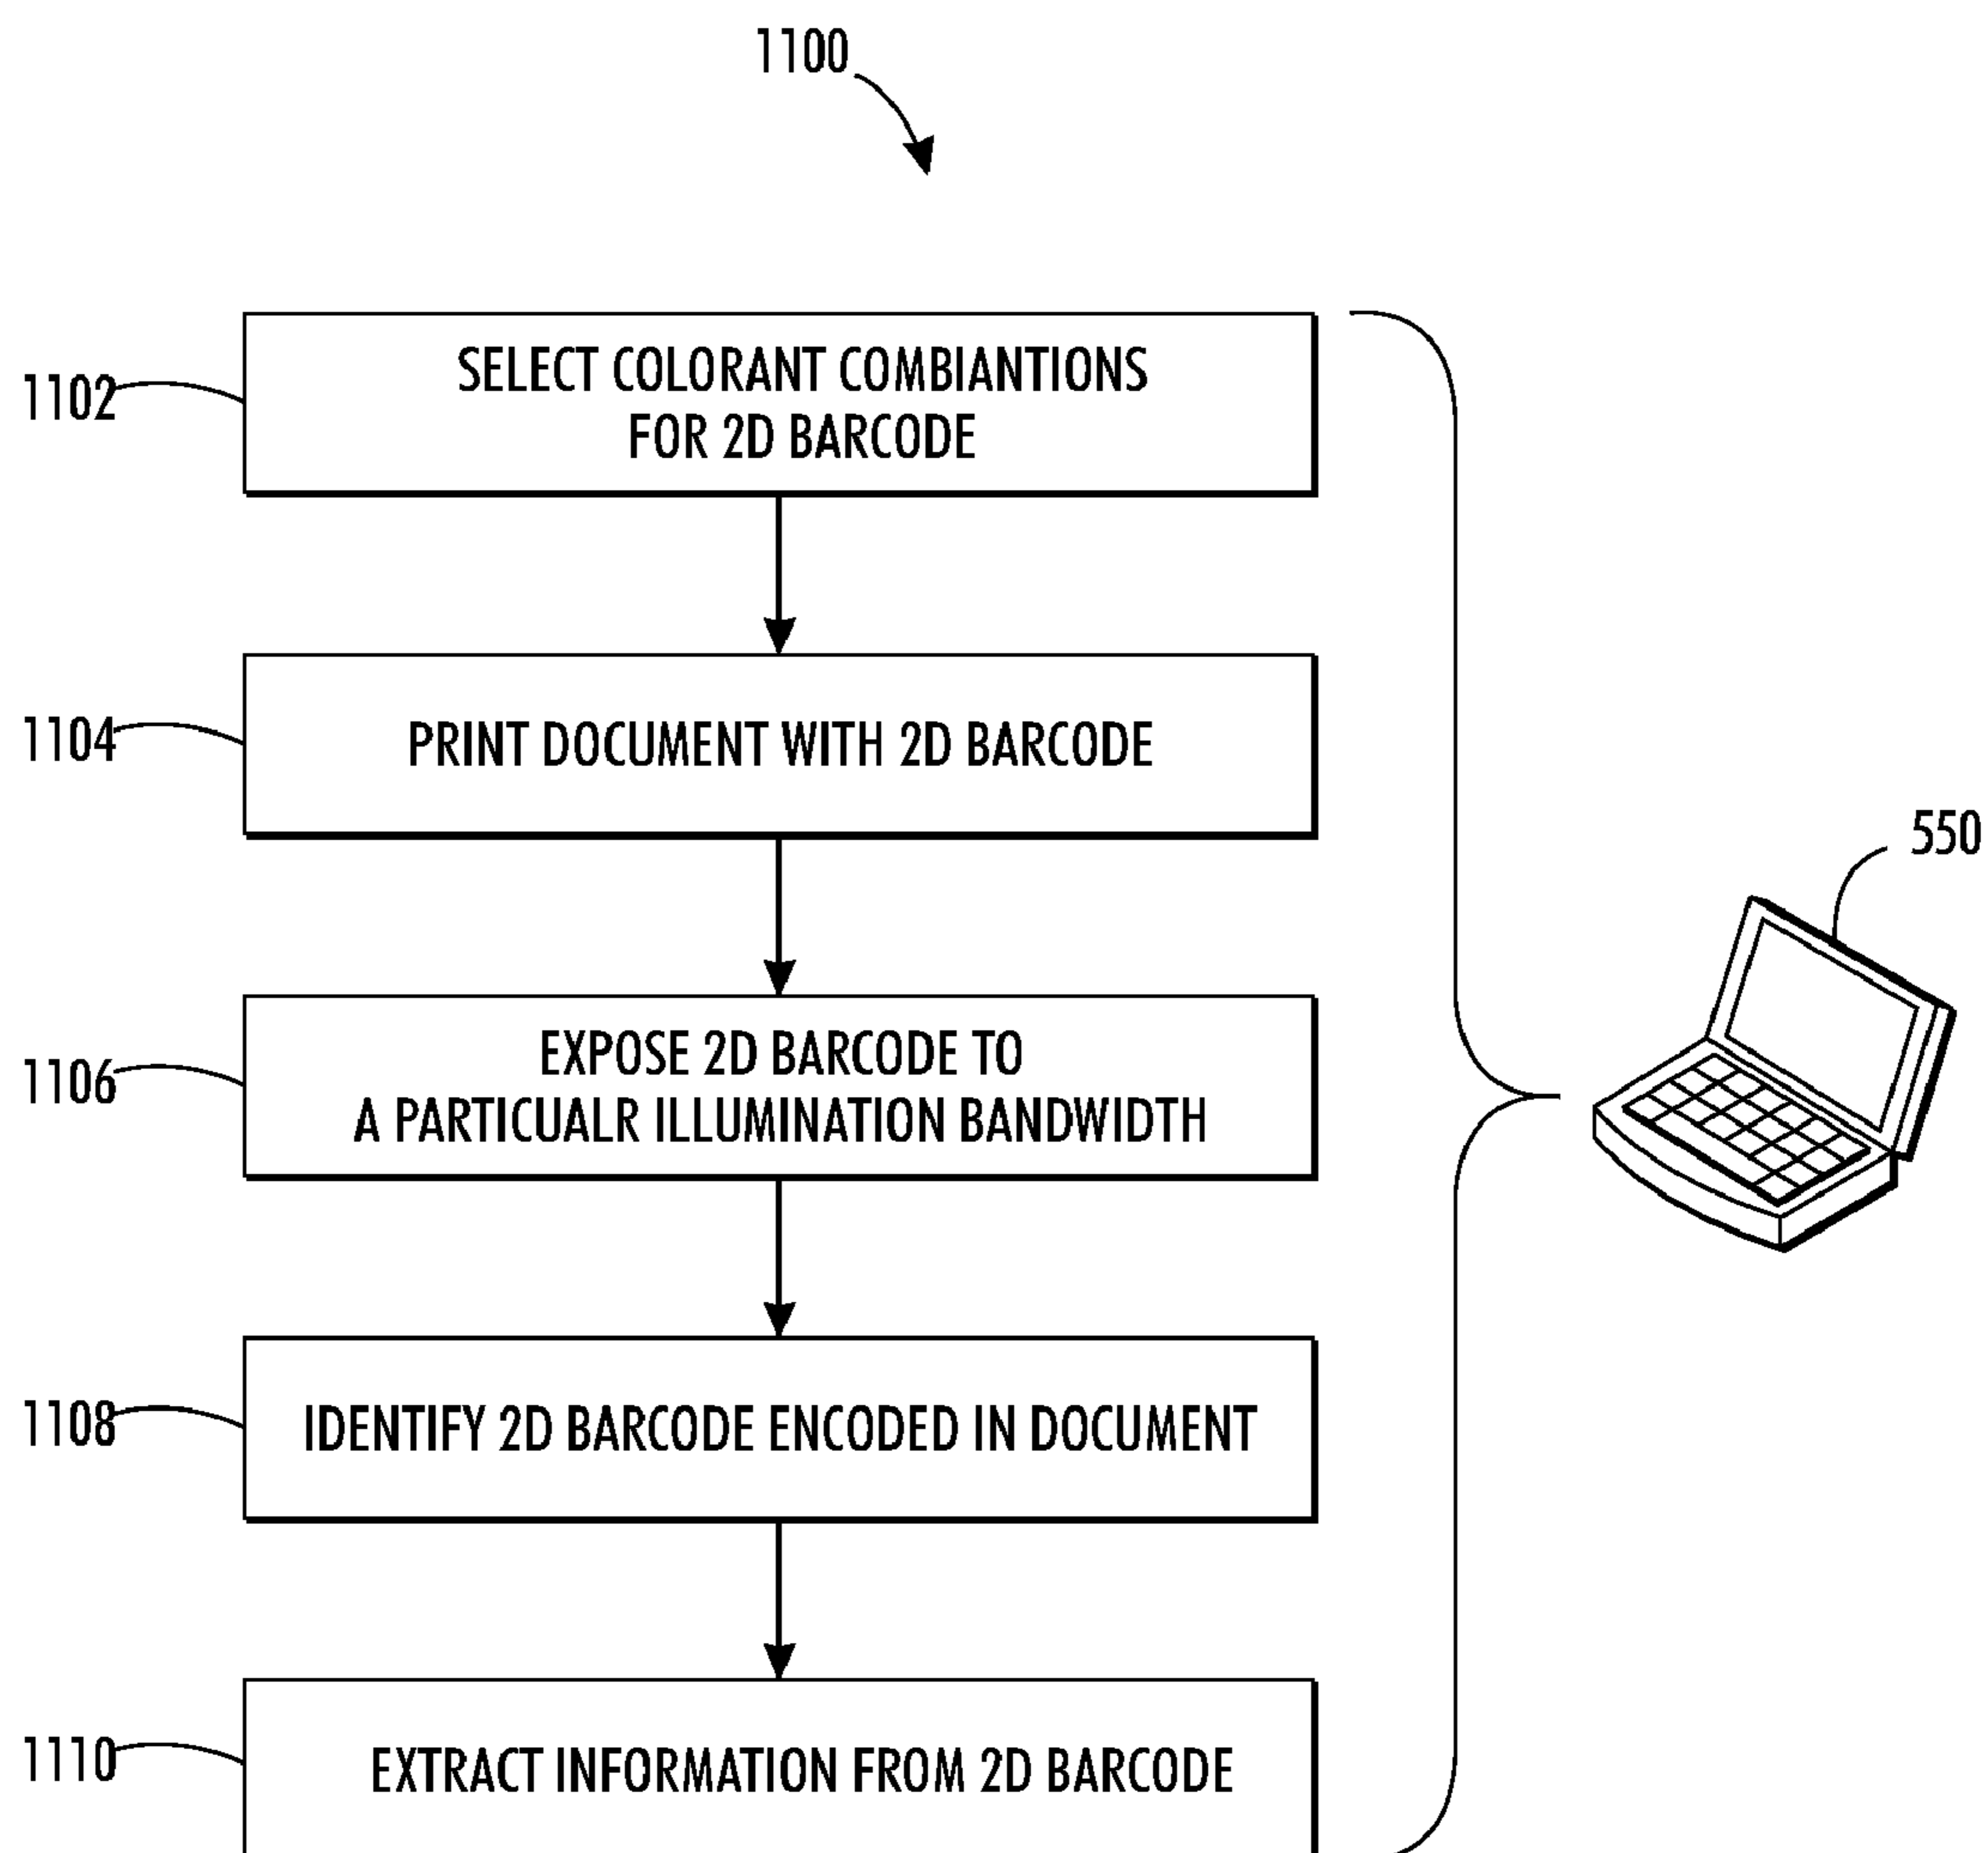 1100
1102
SELECT COLORANT COMBIANTIONS
FOR 2D BARCODE
1104
PRINT DOCUMENT WITH 2D BARCODE
550
1106
EXPOSE 2D BARCODE TO
A PARTICUALR ILLUMINATION BANDWIDTH
1108
IDENTIFY 2D BARCODE ENCODED IN DOCUMENT
1110
EXTRACT INFORMATION FROM 2D BARCODE